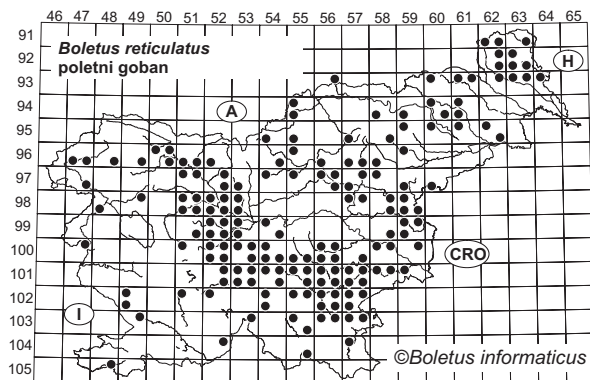 46 47 48 49 50 51 52 53 54 55 56 57 58 59 60 61 62 63 64 65
91
Boletus reticulatus
poletni goban
92
H
93
94
A
95
96
97
98
99
100
CRO
101
102
I
103
104
©Boletus informaticus
105